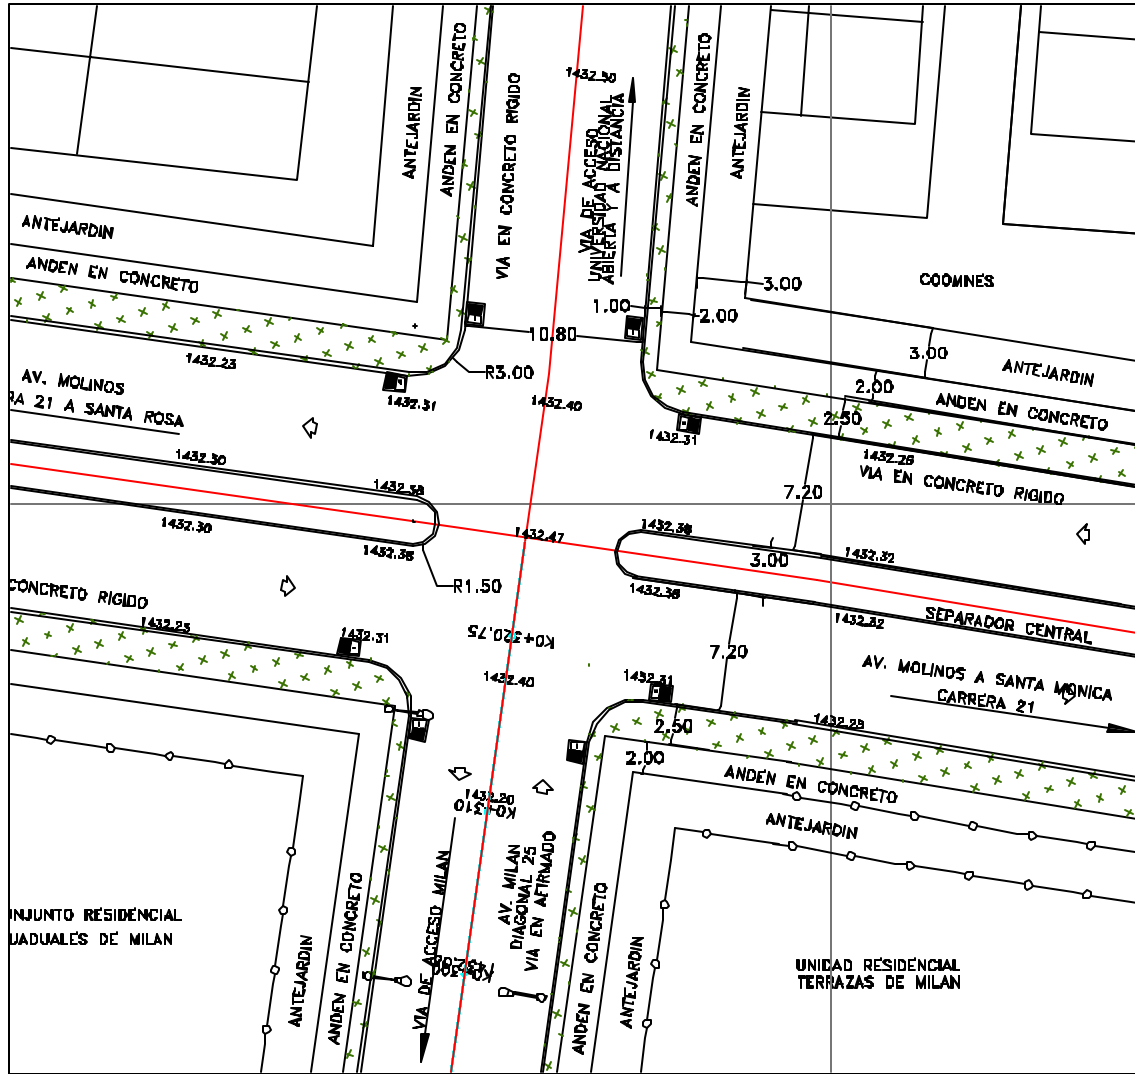 1432.50
ANDEN EN CONCRETO
ANTEJARDIN
VIA EN CONCRETO RIGIDO
VIA DE ACCESO
UNIVERSIDAD NACIONAL
ABIERTA Y A DISTANCIA
ANDEN EN CONCRETO
ANTEJARDIN
ANTEJARDIN
ANDEN EN CONCRETO
COOMNES
3.00
1.00
2.00
10.80
3.00
ANTEJARDIN
1432.23
R3.00
AV. MOLINOS
RA 21 A SANTA ROSA
1432.31
1432.40
2.00
ANDEN EN CONCRETO
2.50
1432.31
1432.26
VIA EN CONCRETO RIGIDO
1432.30
1432.38
7.20
1432.30
1432.38
1432.47
1432.38
3.00
1432.32
R1.50
1432.38
CONCRETO RIGIDO
1432.23
1432.31
K0+320.75
SEPARADOR CENTRAL
1432.32
7.20
AV. MOLINOS A SANTA MONICA
CARRERA 21
1432.40
1432.31
2.50
1432.23
2.00
ANDEN EN CONCRETO
1432.20
K0+310
ANTEJARDIN
VIA DE ACCESO MILAN
AV. MILAN
DIAGONAL 25
VIA EN AFIRMADO
NJUNTO RESIDENCIAL
UADUALES DE MILAN
ANTEJARDIN
ANDEN EN CONCRETO
K0+300
ANDEN EN CONCRETO
ANTEJARDIN
UNIDAD RESIDENCIAL
TERRAZAS DE MILAN